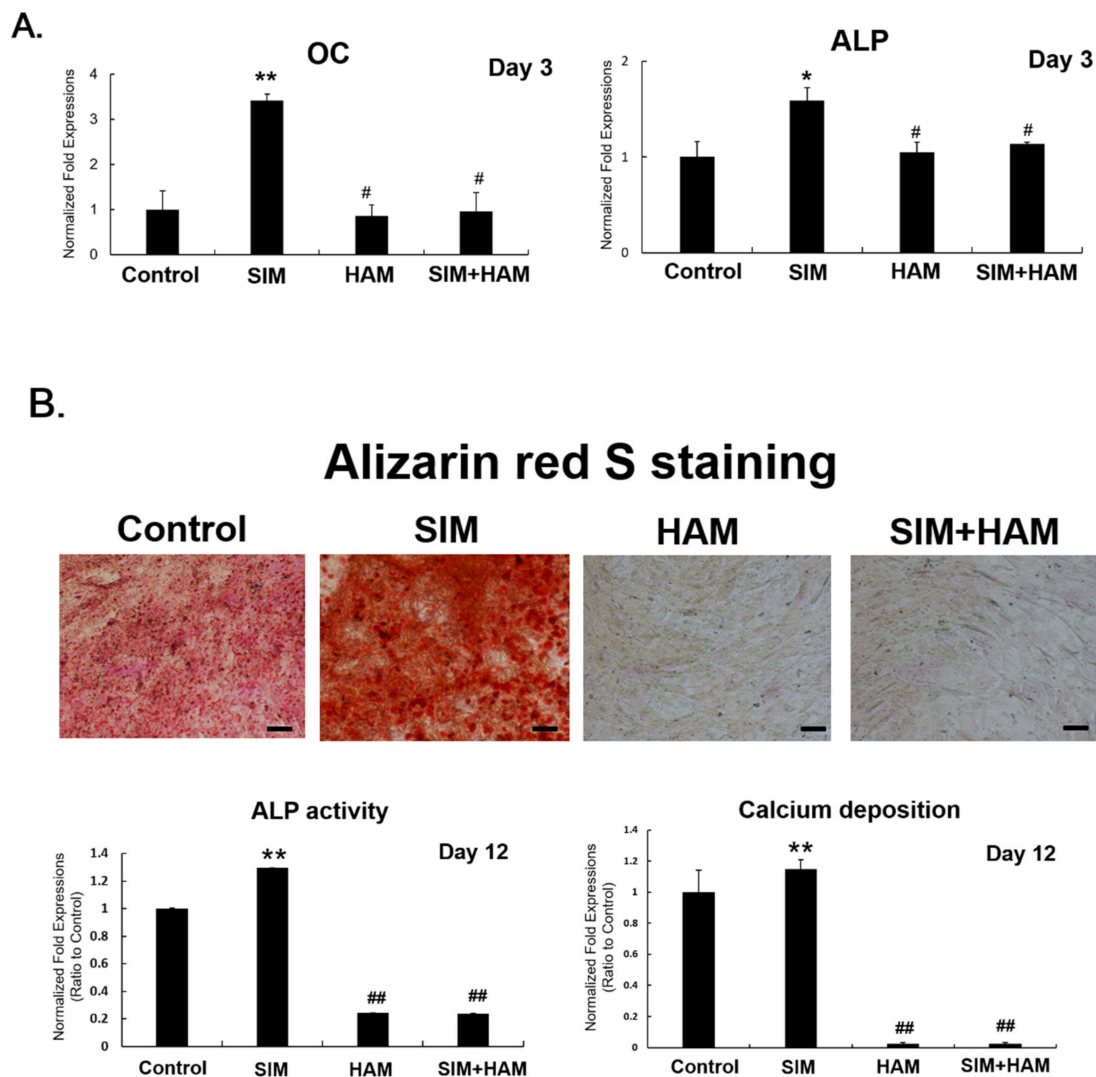 A.
OC
Day 3
Normalized Fold Expressions
4
3
2
1
0
**
#
#
Control
SIM
HAM
SIM+HAM
ALP
Day 3
Normalized Fold Expressions
2
1
0
*
#
#
Control
SIM
HAM
SIM+HAM
B.
Alizarin red S staining
Control
SIM
HAM
SIM+HAM
ALP activity
Day 12
Normalized Fold Expressions
(Ratio to Control)
1.4
1.2
1
0.8
0.6
0.4
0.2
0
**
##
##
Control
SIM
HAM
SIM+HAM
Calcium deposition
Day 12
Normalized Fold Expressions
(Ratio to Control)
1.4
1.2
1
0.8
0.6
0.4
0.2
0
**
##
##
Control
SIM
HAM
SIM+HAM